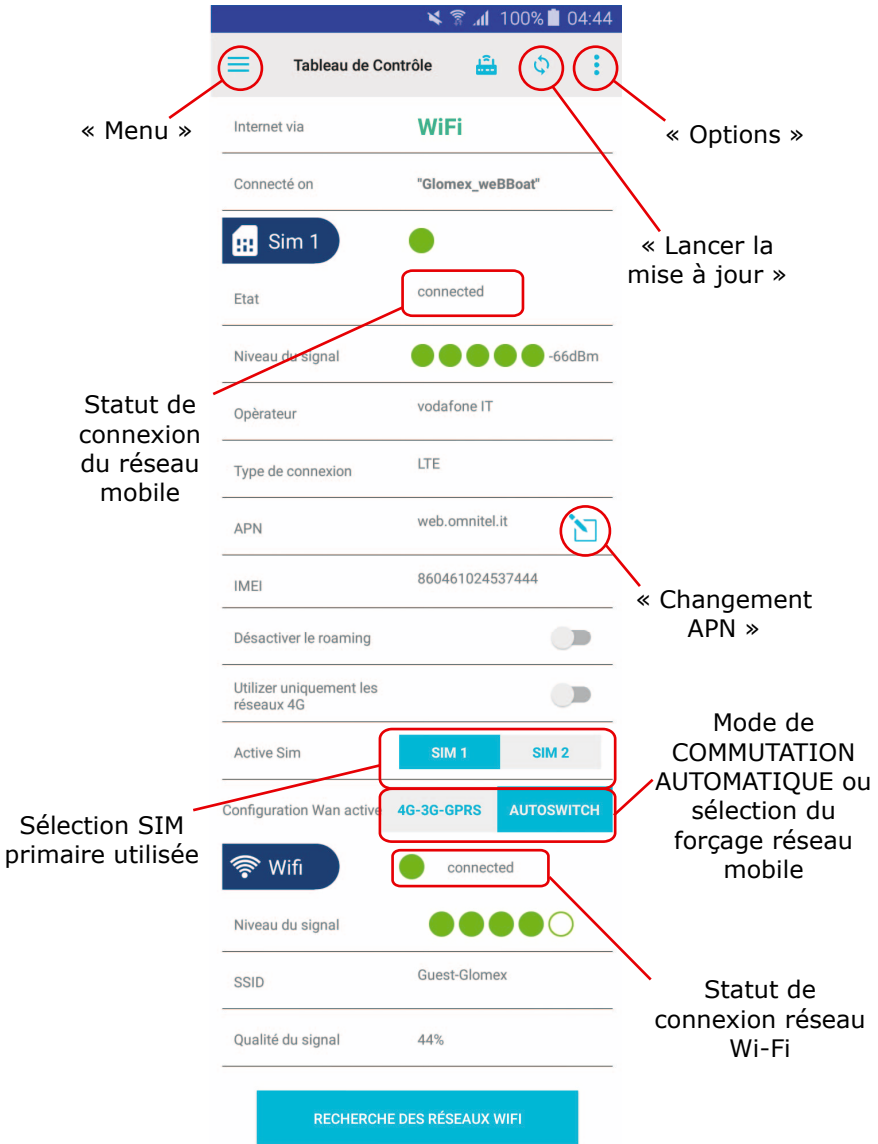 100% 04:44
Tableau de Contrôle
« Menu »
« Options »
Internet via WiFi
Connecté on "Glomex_weBBoat"
Sim 1
« Lancer la
mise à jour »
Etat connected
Niveau du signal -66dBm
Statut de
connexion
du réseau
mobile
Opèrateur vodafone IT
Type de connexion LTE
APN web.omnitel.it
IMEI 860461024537444
« Changement
APN »
Désactiver le roaming
Utilizer uniquement les
réseaux 4G
Active Sim SIM 1 SIM 2
Mode de
COMMUTATION
AUTOMATIQUE ou
sélection du
forçage réseau
mobile
Configuration Wan active 4G-3G-GPRS AUTOSWITCH
Sélection SIM
primaire utilisée
Wifi connected
Niveau du signal
SSID Guest-Glomex
Statut de
connexion réseau
Wi-Fi
Qualité du signal 44%
RECHERCHE DES RÉSEAUX WIFI